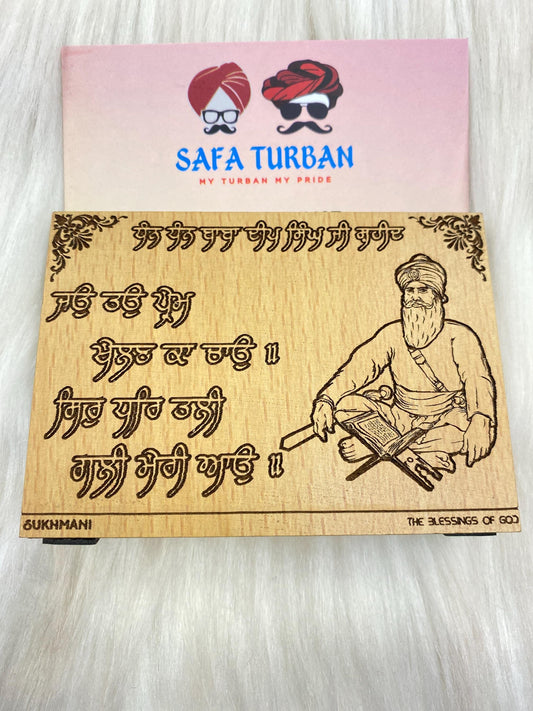 SAFA TURBAN
MY TURBAN MY PRIDE
ਧੰਨ ਧੰਨ ਬਾਬਾ ਦੀਪ ਸਿੰਘ ਜੀ ਸ਼ਹੀਦ
ਜਉ ਤਉ ਪ੍ਰੇਮ
ਖੇਲਣ ਕਾ ਚਾਉ ॥
ਸਿਰੁ ਧਰਿ ਤਲੀ
ਗਲੀ ਮੇਰੀ ਆਉ ॥
SUKHMANI
THE BLESSINGS OF GOD